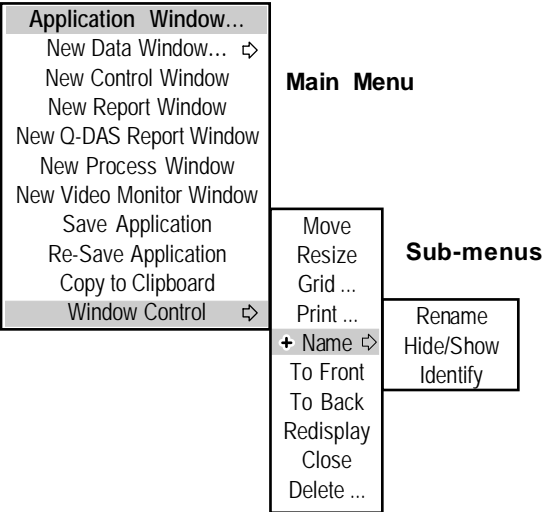 Application Window...
New Data Window...
New Control Window
New Report Window
New Q-DAS Report Window
New Process Window
New Video Monitor Window
Save Application
Re-Save Application
Copy to Clipboard
Window Control
Main Menu
Move
Resize
Grid ...
Print ...
Name
To Front
To Back
Redisplay
Close
Delete ...
Sub-menus
Rename
Hide/Show
Identify